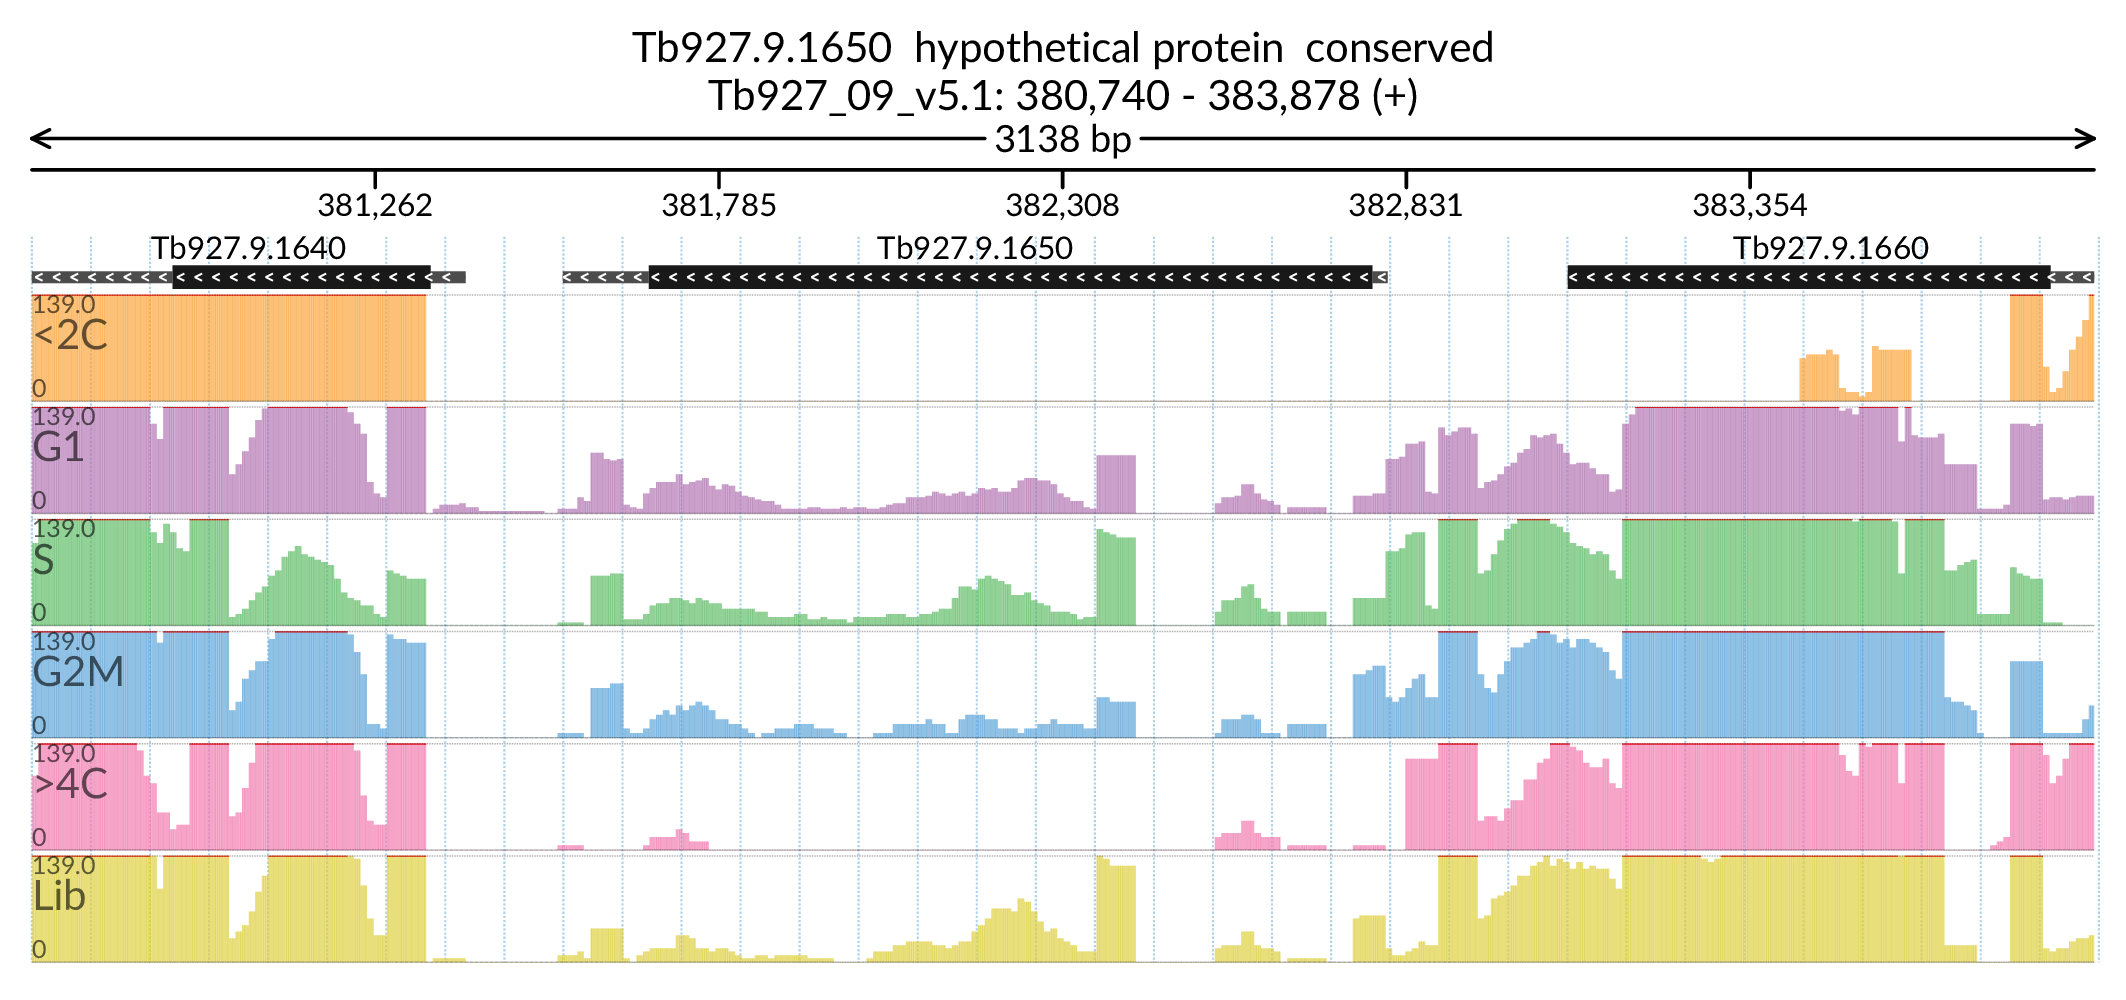 Tb927.9.1650  hypothetical protein  conserved
Tb927_09_v5.1: 380,740 - 383,878 (+)
3138 bp
381,262 381,785 382,308 382,831 383,354
Tb927.9.1640 Tb927.9.1650 Tb927.9.1660
139.0
<2C
0
139.0
G1
0
139.0
S
0
139.0
G2M
0
139.0
>4C
0
139.0
Lib
0